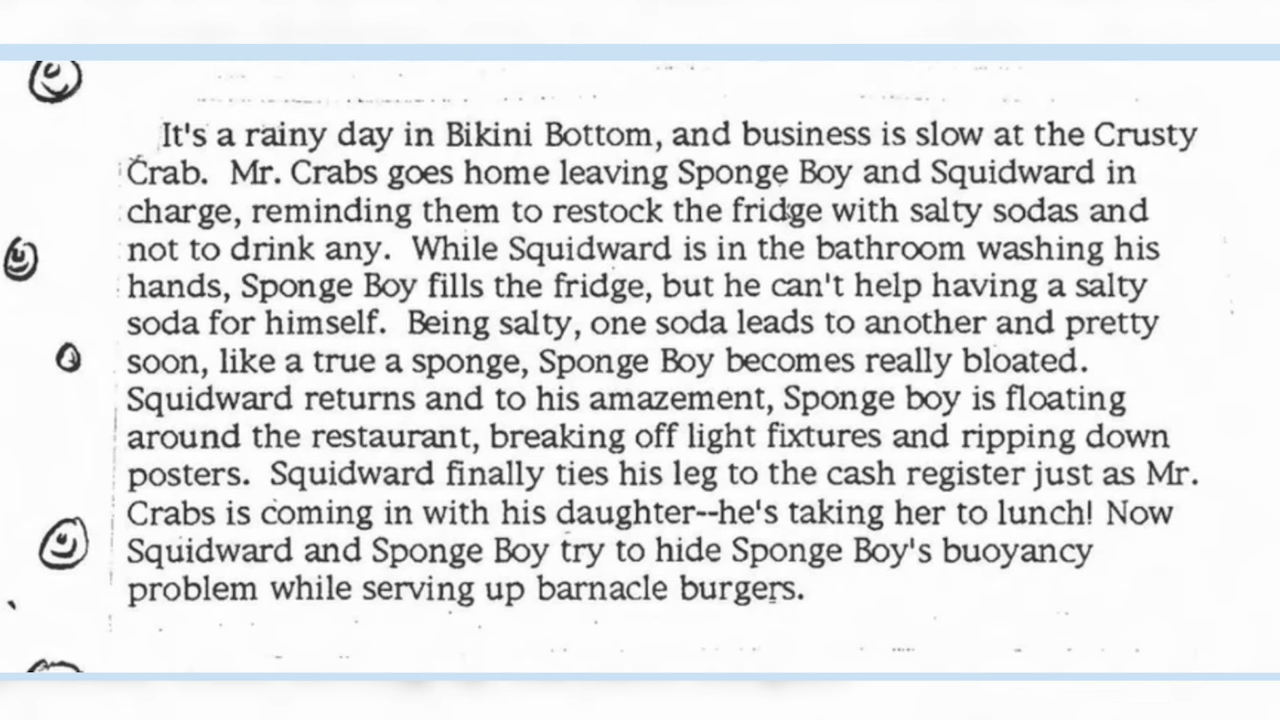 It's a rainy day in Bikini Bottom, and business is slow at the Crusty
Crab.  Mr. Crabs goes home leaving Sponge Boy and Squidward in
charge, reminding them to restock the fridge with salty sodas and
not to drink any.  While Squidward is in the bathroom washing his
hands, Sponge Boy fills the fridge, but he can't help having a salty
soda for himself.  Being salty, one soda leads to another and pretty
soon, like a true a sponge, Sponge Boy becomes really bloated.
Squidward returns and to his amazement, Sponge boy is floating
around the restaurant, breaking off light fixtures and ripping down
posters.  Squidward finally ties his leg to the cash register just as Mr.
Crabs is coming in with his daughter--he's taking her to lunch! Now
Squidward and Sponge Boy try to hide Sponge Boy's buoyancy
problem while serving up barnacle burgers.